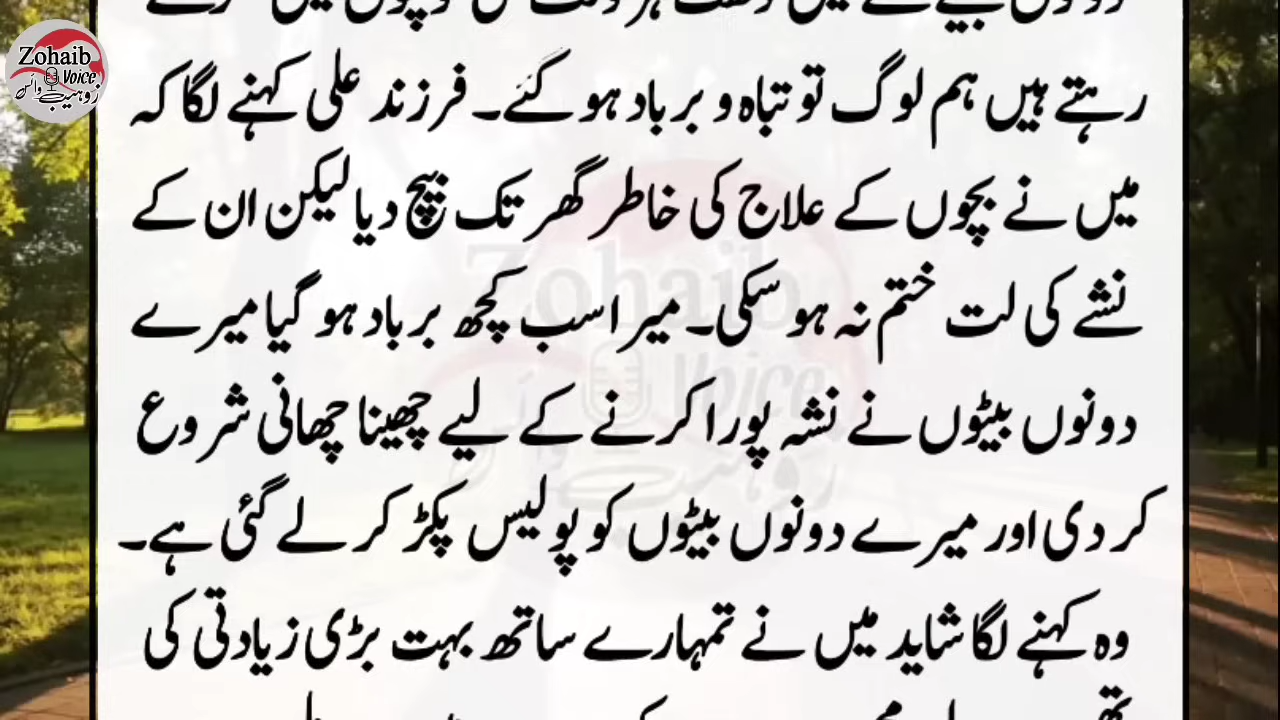 Zohaib
Voice
زوہیب وائس
رہتے ہیں ہم لوگ تو تباہ و برباد ہو گئے۔ فرزند علی کہنے لگا کہ
میں نے بچوں کے علاج کی خاطر گھر تک بیچ دیا لیکن ان کے
نشے کی لت ختم نہ ہو سکی۔ میرا سب کچھ برباد ہو گیا میرے
دونوں بیٹوں نے نشہ پورا کرنے کے لیے چھینا چھانی شروع
کر دی اور میرے دونوں بیٹوں کو پولیس پکڑ کر لے گئی ہے۔
وہ کہنے لگا شاید میں نے تمہارے ساتھ بہت بڑی زیادتی کی